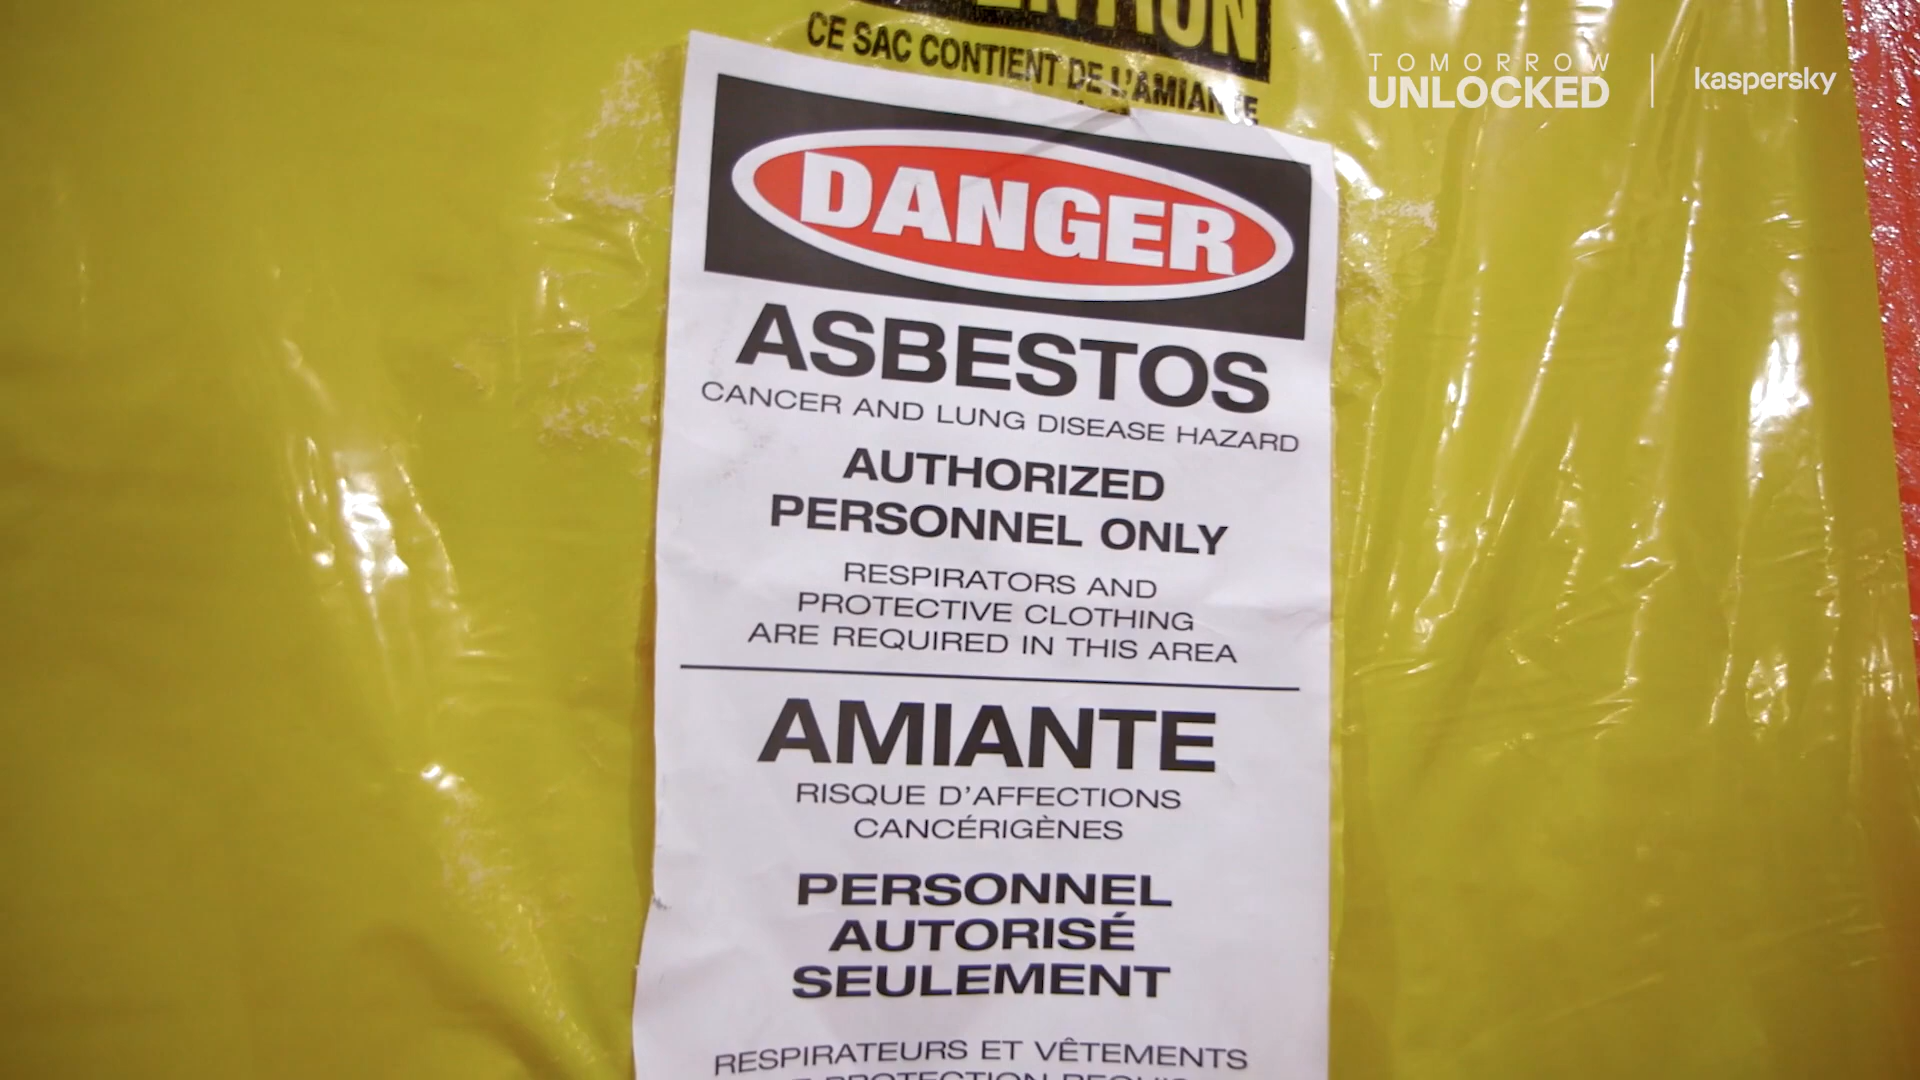 CE SAC CONTIENT DE L'AMIANTE
TOMORROW
UNLOCKED
kaspersky
DANGER
ASBESTOS
CANCER AND LUNG DISEASE HAZARD
AUTHORIZED
PERSONNEL ONLY
RESPIRATORS AND
PROTECTIVE CLOTHING
ARE REQUIRED IN THIS AREA
AMIANTE
RISQUE D'AFFECTIONS
CANCÉRIGÈNES
PERSONNEL
AUTORISÉ
SEULEMENT
RESPIRATEURS ET VÊTEMENTS